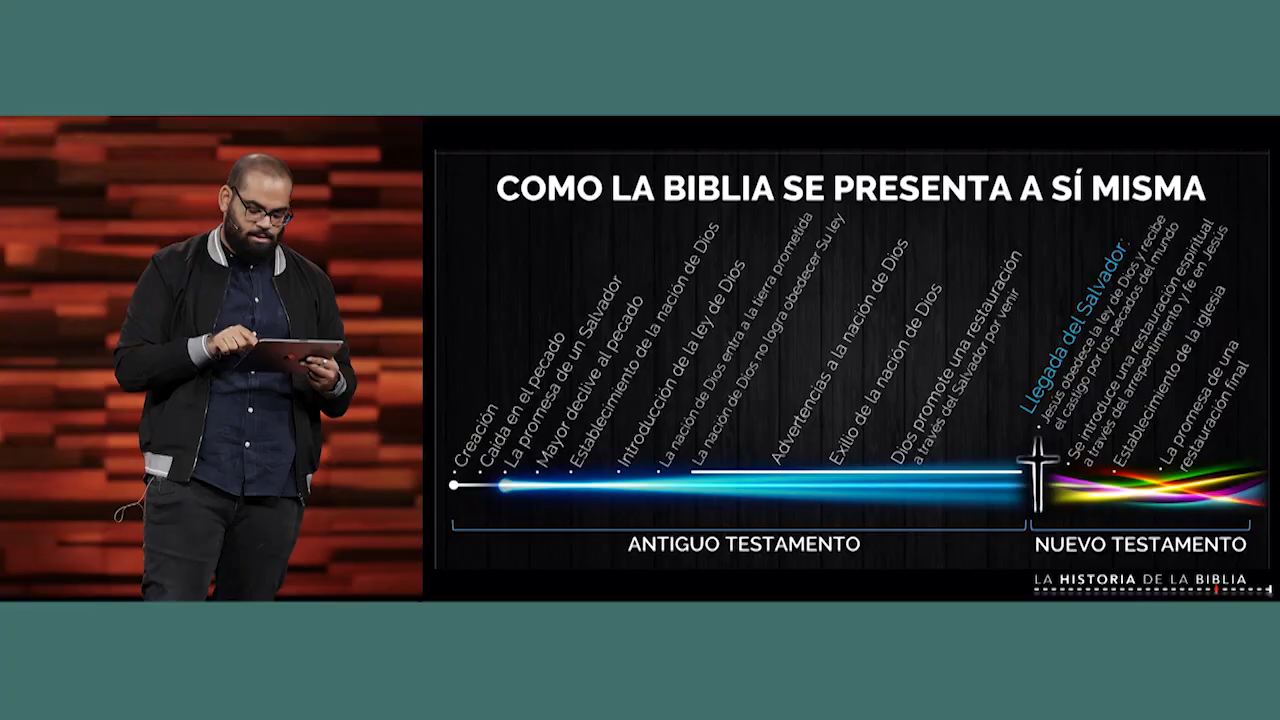 COMO LA BIBLIA SE PRESENTA A SÍ MISMA
Creación
Caída en el pecado
La promesa de un Salvador
Mayor declive al pecado
Establecimiento de la nación de Dios
Introducción de la ley de Dios
La nación de Dios entra a la tierra prometida
La nación de Dios no logra obedecer Su ley
Advertencias a la nación de Dios
Exilio de la nación de Dios
Dios promete una restauración
a través del Salvador por venir
Llegada del Salvador:
Jesús obedece la ley de Dios y recibe
el castigo por los pecados del mundo
Se introduce una restauración espiritual
a través del arrepentimiento y fe en Jesús
Establecimiento de la iglesia
La promesa de una
restauración final
ANTIGUO TESTAMENTO
NUEVO TESTAMENTO
LA HISTORIA DE LA BIBLIA